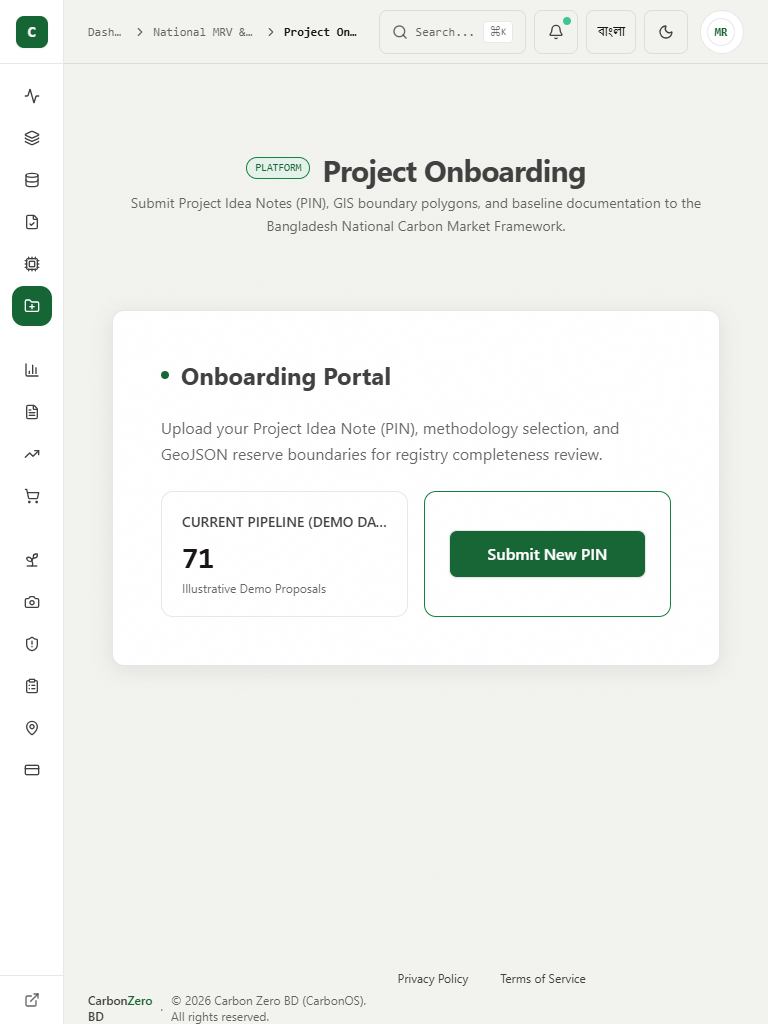 C
Dash… > National MRV &… > Project On…
Search... ⌘K
বাংলা
MR
PLATFORM
Project Onboarding
Submit Project Idea Notes (PIN), GIS boundary polygons, and baseline documentation to the
Bangladesh National Carbon Market Framework.
Onboarding Portal
Upload your Project Idea Note (PIN), methodology selection, and
GeoJSON reserve boundaries for registry completeness review.
CURRENT PIPELINE (DEMO DA…
71
Illustrative Demo Proposals
Submit New PIN
Privacy Policy
Terms of Service
CarbonZero
BD
·
© 2026 Carbon Zero BD (CarbonOS).
All rights reserved.